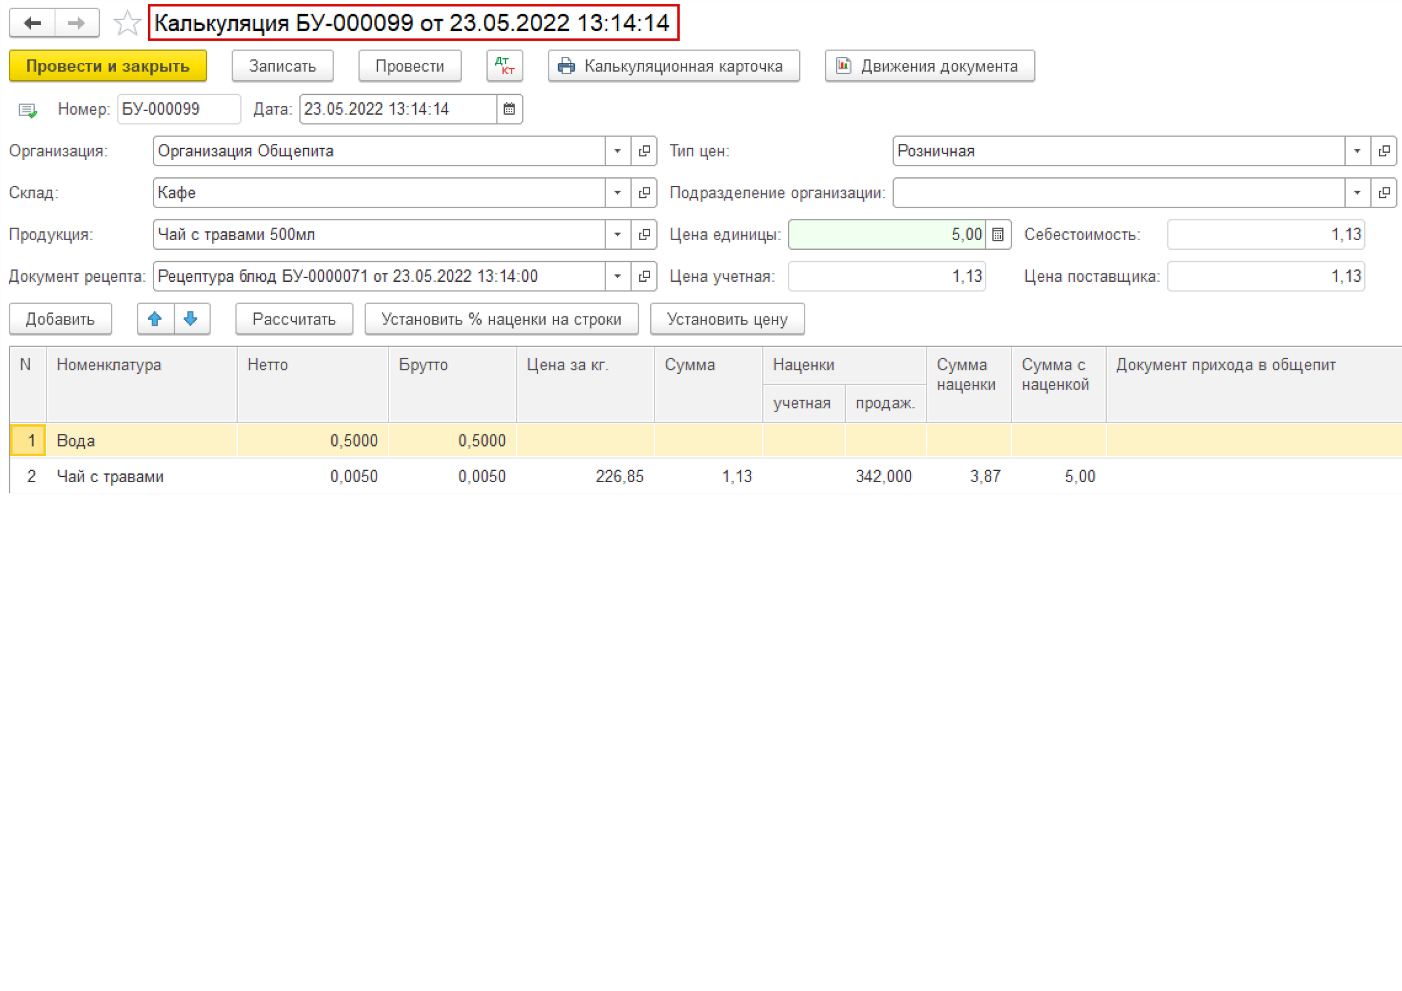 Калькуляция БУ-000099 от 23.05.2022 13:14:14
Провести и закрыть Записать Провести Дт Кт Калькуляционная карточка Движения документа
Номер: БУ-000099 Дата: 23.05.2022 13:14:14
Организация: Организация Общепита Тип цен: Розничная
Склад: Кафе Подразделение организации:
Продукция: Чай с травами 500мл Цена единицы: 5,00 Себестоимость: 1,13
Документ рецепта: Рецептура блюд БУ-0000071 от 23.05.2022 13:14:00 Цена учетная: 1,13 Цена поставщика: 1,13
Добавить Рассчитать Установить % наценки на строки Установить цену
N Номенклатура Нетто Брутто Цена за кг. Сумма Наценки Сумма наценки Сумма с наценкой Документ прихода в общепит
учетная продаж.
1 Вода 0,5000 0,5000
2 Чай с травами 0,0050 0,0050 226,85 1,13 342,000 3,87 5,00